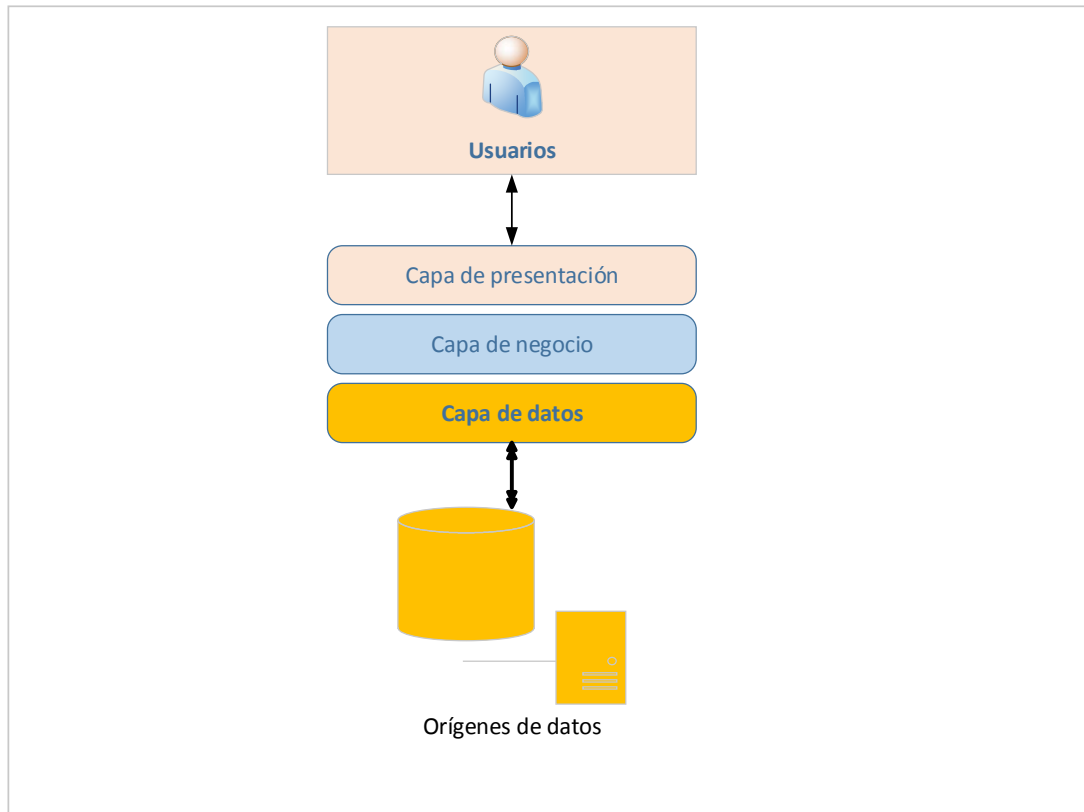 Usuarios
Capa de presentación
Capa de negocio
Capa de datos
Orígenes de datos